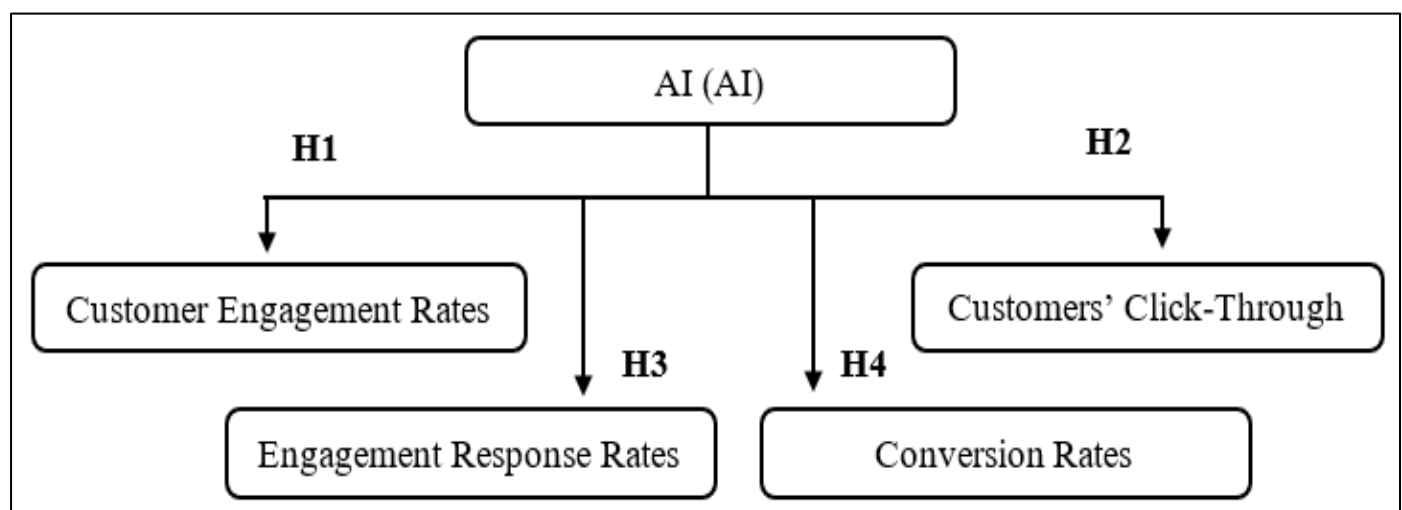 AI (AI)
H1
H2
Customer Engagement Rates
Customers’ Click-Through
H3
H4
Engagement Response Rates
Conversion Rates